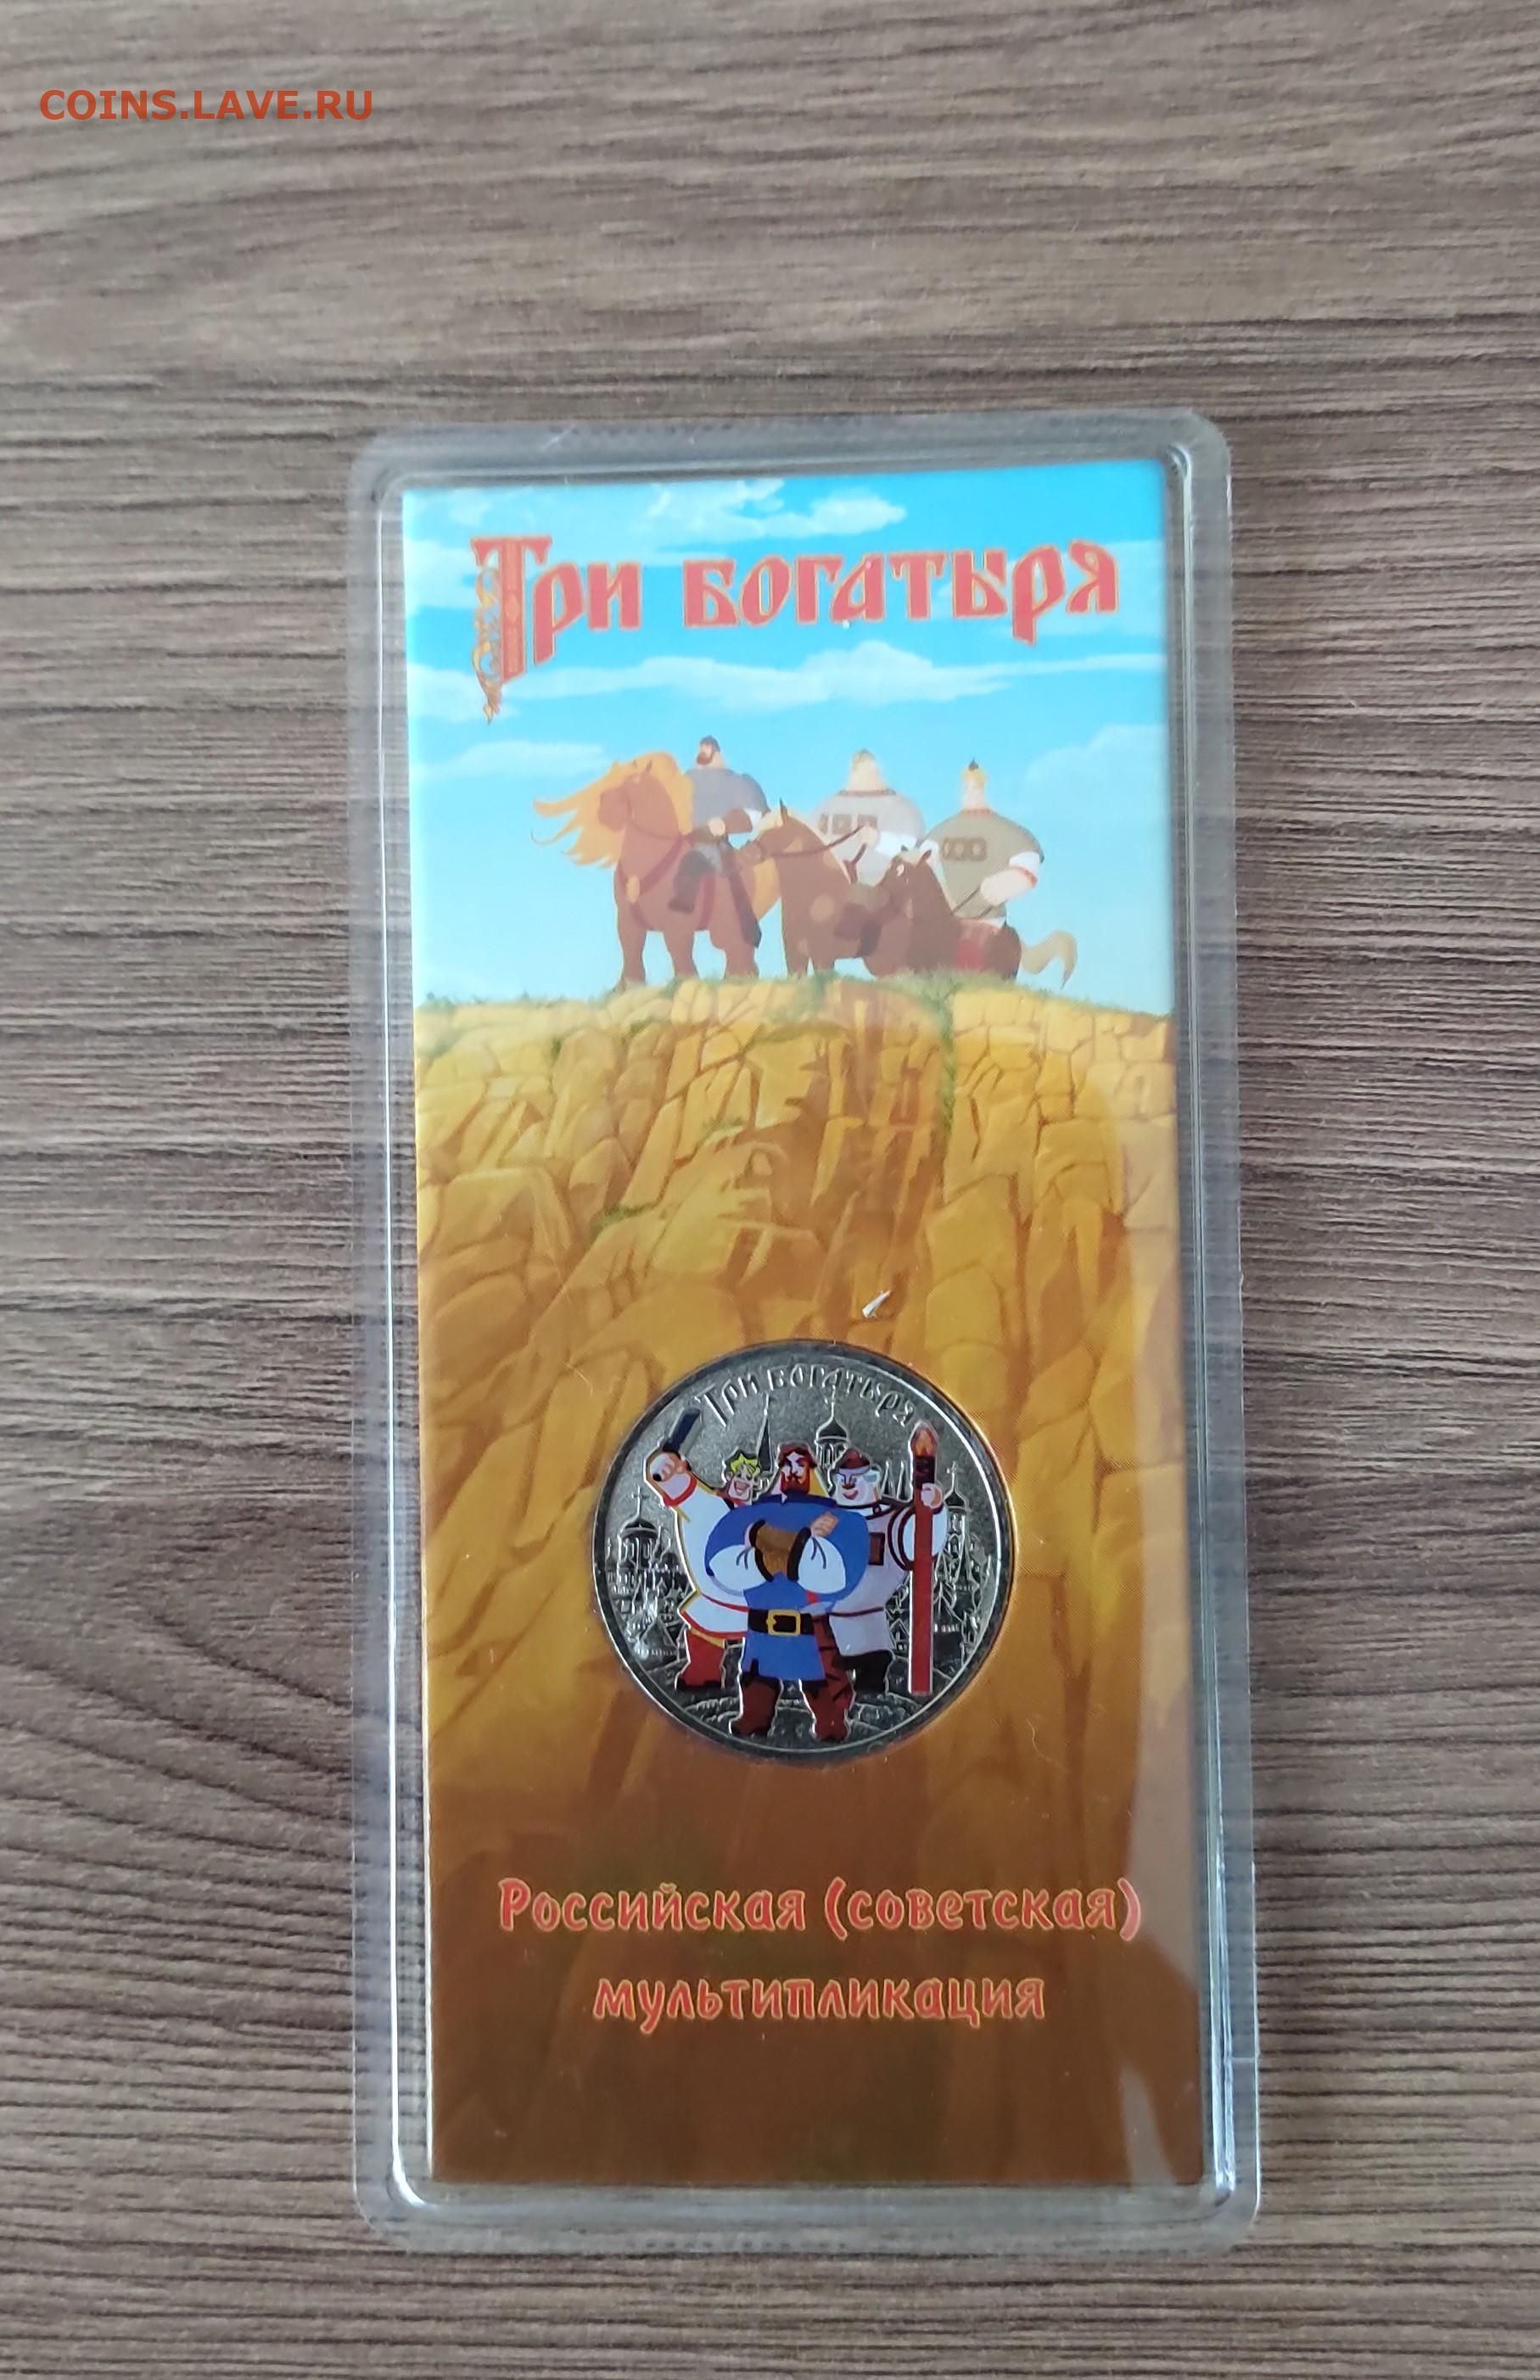 COINS.LAVE.RU
Три богатыря
Три богатыря
Российская (советская)
мультипликация